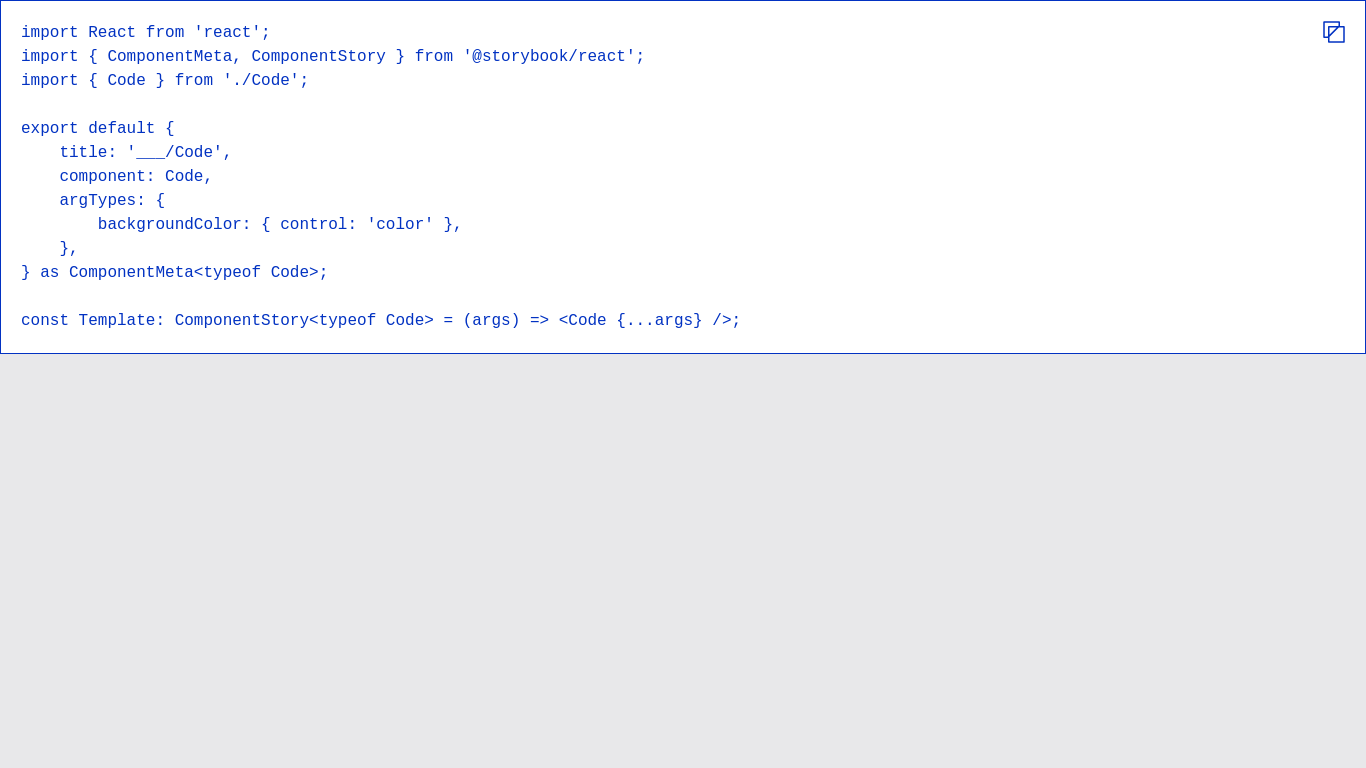 import React from 'react';
import { ComponentMeta, ComponentStory } from '@storybook/react';
import { Code } from './Code';

export default {
    title: '___/Code',
    component: Code,
    argTypes: {
        backgroundColor: { control: 'color' },
    },
} as ComponentMeta<typeof Code>;

const Template: ComponentStory<typeof Code> = (args) => <Code {...args} />;